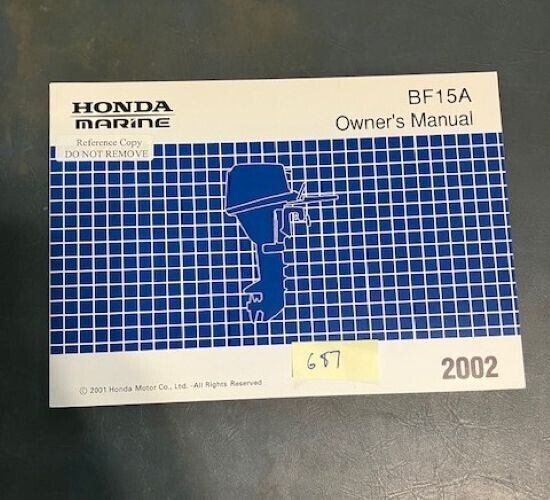 HONDA
MARINE
BF15A
Owner's Manual
Reference Copy
DO NOT REMOVE
687
2002
© 2001 Honda Motor Co., Ltd. -All Rights Reserved